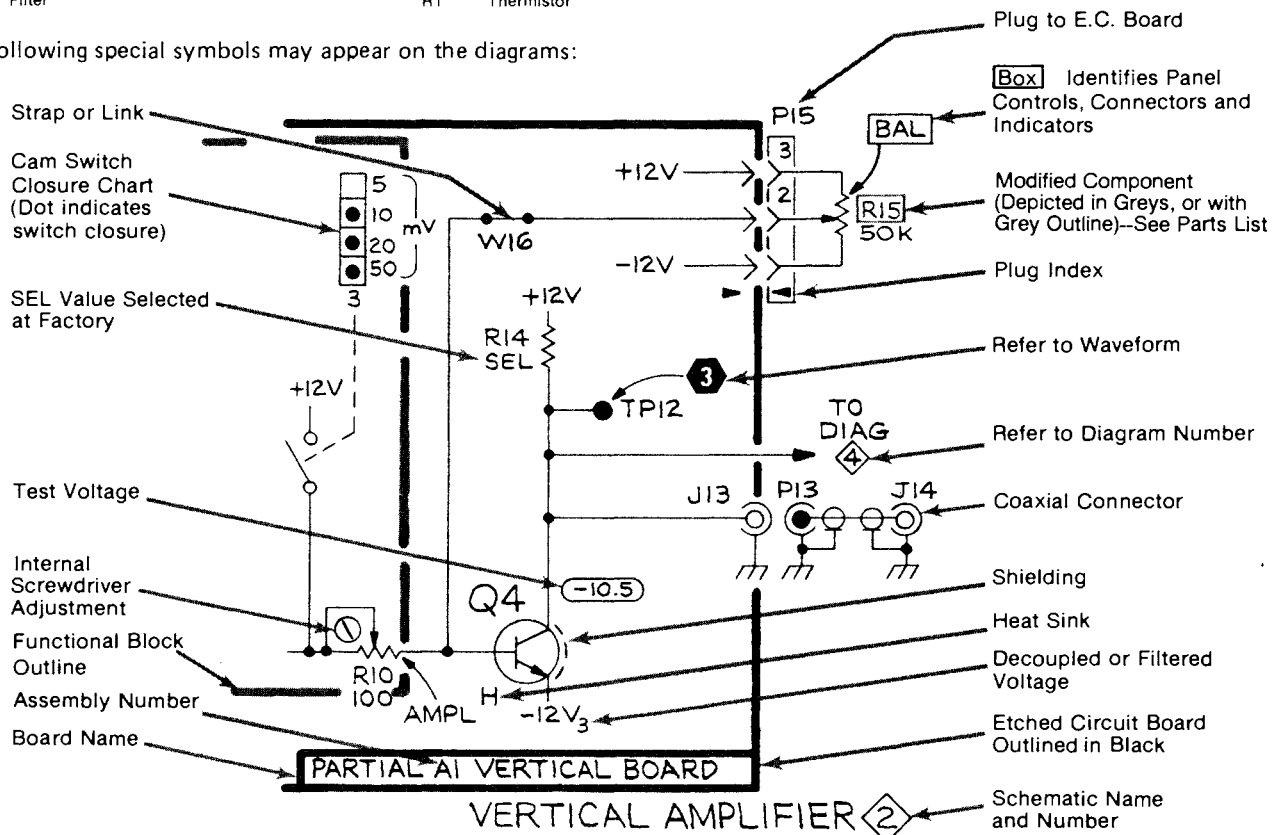 Filter
RT Thermistor
ollowing special symbols may appear on the diagrams:
Plug to E.C. Board
Box Identifies Panel
Controls, Connectors and
Indicators
Strap or Link
Cam Switch
Closure Chart
(Dot indicates
switch closure)
5
10
20
50
mV
3
W16
+12V
-12V
P15
3
2
1
BAL
R15
50K
Modified Component
(Depicted in Greys, or with
Grey Outline)--See Parts List
Plug Index
SEL Value Selected
at Factory
+12V
R14
SEL
3
TP12
Refer to Waveform
+12V
TO
DIAG
4
Refer to Diagram Number
Test Voltage
J13
P13
J14
Coaxial Connector
-10.5
Q4
Shielding
Internal
Screwdriver
Adjustment
Heat Sink
Functional Block
Outline
R10
100
AMPL
H
-12V3
Decoupled or Filtered
Voltage
Assembly Number
Board Name
PARTIAL A1 VERTICAL BOARD
Etched Circuit Board
Outlined in Black
VERTICAL AMPLIFIER 2
Schematic Name
and Number